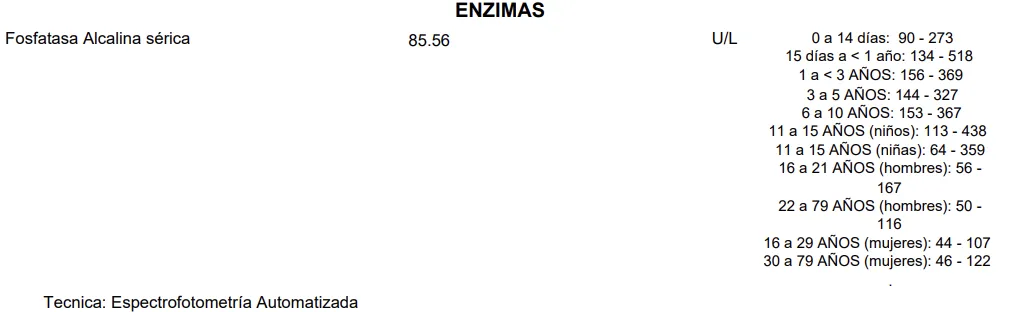 ENZIMAS
Fosfatasa Alcalina sérica 85.56 U/L 0 a 14 días: 90 - 273
15 días a < 1 año: 134 - 518
1 a < 3 AÑOS: 156 - 369
3 a 5 AÑOS: 144 - 327
6 a 10 AÑOS: 153 - 367
11 a 15 AÑOS (niños): 113 - 438
11 a 15 AÑOS (niñas): 64 - 359
16 a 21 AÑOS (hombres): 56 -
167
22 a 79 AÑOS (hombres): 50 -
116
16 a 29 AÑOS (mujeres): 44 - 107
30 a 79 AÑOS (mujeres): 46 - 122
.
Tecnica: Espectrofotometría Automatizada